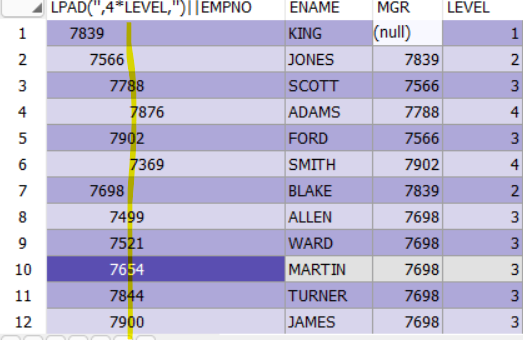 LPAD('',4*LEVEL,'')||EMPNO ENAME MGR LEVEL
1 7839 KING (null) 1
2 7566 JONES 7839 2
3 7788 SCOTT 7566 3
4 7876 ADAMS 7788 4
5 7902 FORD 7566 3
6 7369 SMITH 7902 4
7 7698 BLAKE 7839 2
8 7499 ALLEN 7698 3
9 7521 WARD 7698 3
10 7654 MARTIN 7698 3
11 7844 TURNER 7698 3
12 7900 JAMES 7698 3